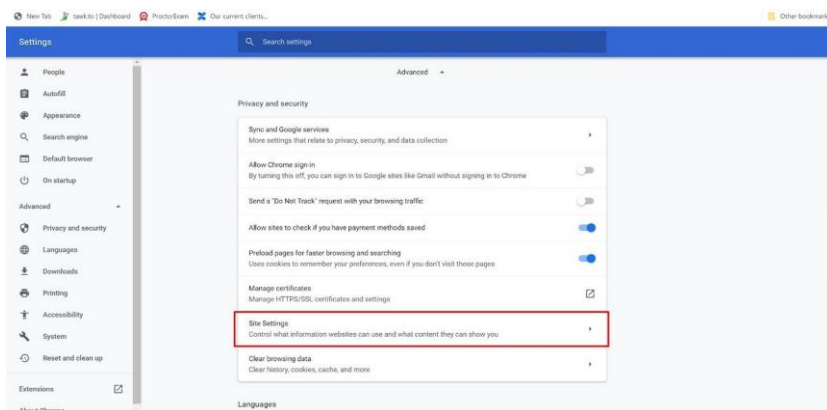 New Tab tawk.to | Dashboard ProctorExam Our current clients... Other bookmark
Settings
Search settings
People
Autofill
Appearance
Search engine
Default browser
On startup
Advanced
Privacy and security
Languages
Downloads
Printing
Accessibility
System
Reset and clean up
Extensions
About Chrome
Advanced
Privacy and security
Sync and Google services
More settings that relate to privacy, security, and data collection
Allow Chrome sign-in
By turning this off, you can sign in to Google sites like Gmail without signing in to Chrome
Send a "Do Not Track" request with your browsing traffic
Allow sites to check if you have payment methods saved
Preload pages for faster browsing and searching
Uses cookies to remember your preferences, even if you don't visit those pages
Manage certificates
Manage HTTPS/SSL certificates and settings
Site Settings
Control what information websites can use and what content they can show you
Clear browsing data
Clear history, cookies, cache, and more
Languages